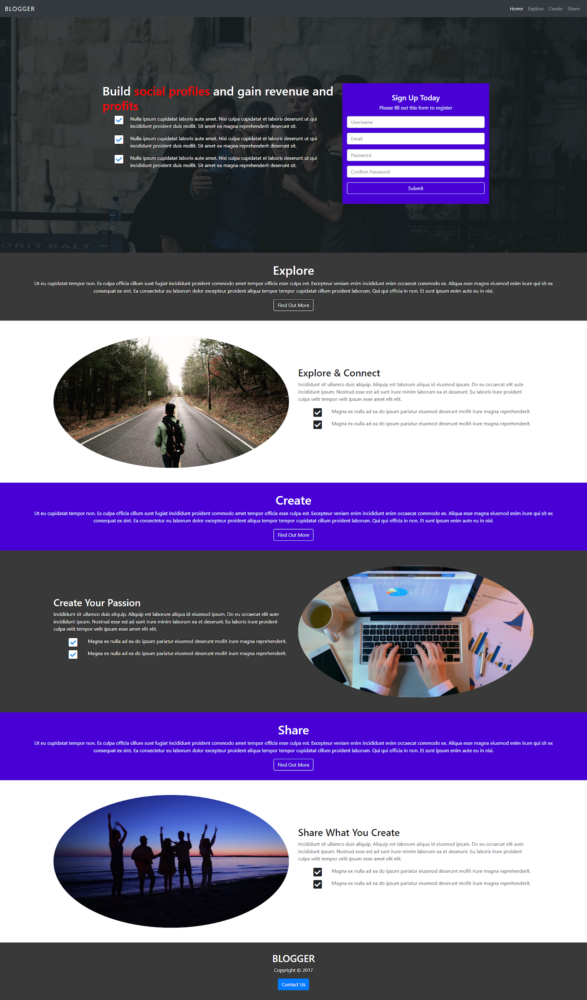 BLOGGER
Home Explore Create Share
Build social profiles and gain revenue and
profits
Nulla ipsum cupidatat laboris aute amet. Nisi culpa cupidatat et laboris deserunt ut qui
incididunt proident duis mollit. Sit amet ea magna reprehenderit deserunt sit.
Nulla ipsum cupidatat laboris aute amet. Nisi culpa cupidatat et laboris deserunt ut qui
incididunt proident duis mollit. Sit amet ea magna reprehenderit deserunt sit.
Nulla ipsum cupidatat laboris aute amet. Nisi culpa cupidatat et laboris deserunt ut qui
incididunt proident duis mollit. Sit amet ea magna reprehenderit deserunt sit.
Sign Up Today
Please fill out this form to register
Username
Email
Password
Confirm Password
Submit
GRIT SALT
Explore
Ut eu cupidatat tempor non. Ex culpa officia cillum sunt fugiat incididunt proident commodo amet tempor officia esse culpa est. Excepteur veniam enim incididunt enim occaecat commodo ex. Aliqua esse magna eiusmod enim irure qui sit ex
consequat ex sint. Ea consectetur eu laborum dolor excepteur proident aliqua tempor tempor cupidatat cillum proident laborum. Qui qui officia in non. Et sunt ipsum enim aute eu in nisi.
Find Out More
Explore & Connect
Incididunt sit ullamco duis aliquip. Aliquip est laborum aliqua id eiusmod ipsum. Do eu occaecat elit aute
incididunt ipsum. Nostrud esse est ad sunt irure minim laborum ea et deserunt. Eu laboris irure proident
culpa velit tempor velit ipsum esse amet elit elit.
Magna ex nulla ad ea do ipsum pariatur eiusmod deserunt mollit irure magna reprehenderit.
Magna ex nulla ad ea do ipsum pariatur eiusmod deserunt mollit irure magna reprehenderit.
Create
Ut eu cupidatat tempor non. Ex culpa officia cillum sunt fugiat incididunt proident commodo amet tempor officia esse culpa est. Excepteur veniam enim incididunt enim occaecat commodo ex. Aliqua esse magna eiusmod enim irure qui sit ex
consequat ex sint. Ea consectetur eu laborum dolor excepteur proident aliqua tempor tempor cupidatat cillum proident laborum. Qui qui officia in non. Et sunt ipsum enim aute eu in nisi.
Find Out More
Create Your Passion
Incididunt sit ullamco duis aliquip. Aliquip est laborum aliqua id eiusmod ipsum. Do eu occaecat elit aute
incididunt ipsum. Nostrud esse est ad sunt irure minim laborum ea et deserunt. Eu laboris irure proident
culpa velit tempor velit ipsum esse amet elit elit.
Magna ex nulla ad ea do ipsum pariatur eiusmod deserunt mollit irure magna reprehenderit.
Magna ex nulla ad ea do ipsum pariatur eiusmod deserunt mollit irure magna reprehenderit.
Share
Ut eu cupidatat tempor non. Ex culpa officia cillum sunt fugiat incididunt proident commodo amet tempor officia esse culpa est. Excepteur veniam enim incididunt enim occaecat commodo ex. Aliqua esse magna eiusmod enim irure qui sit ex
consequat ex sint. Ea consectetur eu laborum dolor excepteur proident aliqua tempor tempor cupidatat cillum proident laborum. Qui qui officia in non. Et sunt ipsum enim aute eu in nisi.
Find Out More
Share What You Create
Incididunt sit ullamco duis aliquip. Aliquip est laborum aliqua id eiusmod ipsum. Do eu occaecat elit aute
incididunt ipsum. Nostrud esse est ad sunt irure minim laborum ea et deserunt. Eu laboris irure proident
culpa velit tempor velit ipsum esse amet elit elit.
Magna ex nulla ad ea do ipsum pariatur eiusmod deserunt mollit irure magna reprehenderit.
Magna ex nulla ad ea do ipsum pariatur eiusmod deserunt mollit irure magna reprehenderit.
BLOGGER
Copyright © 2017
Contact Us